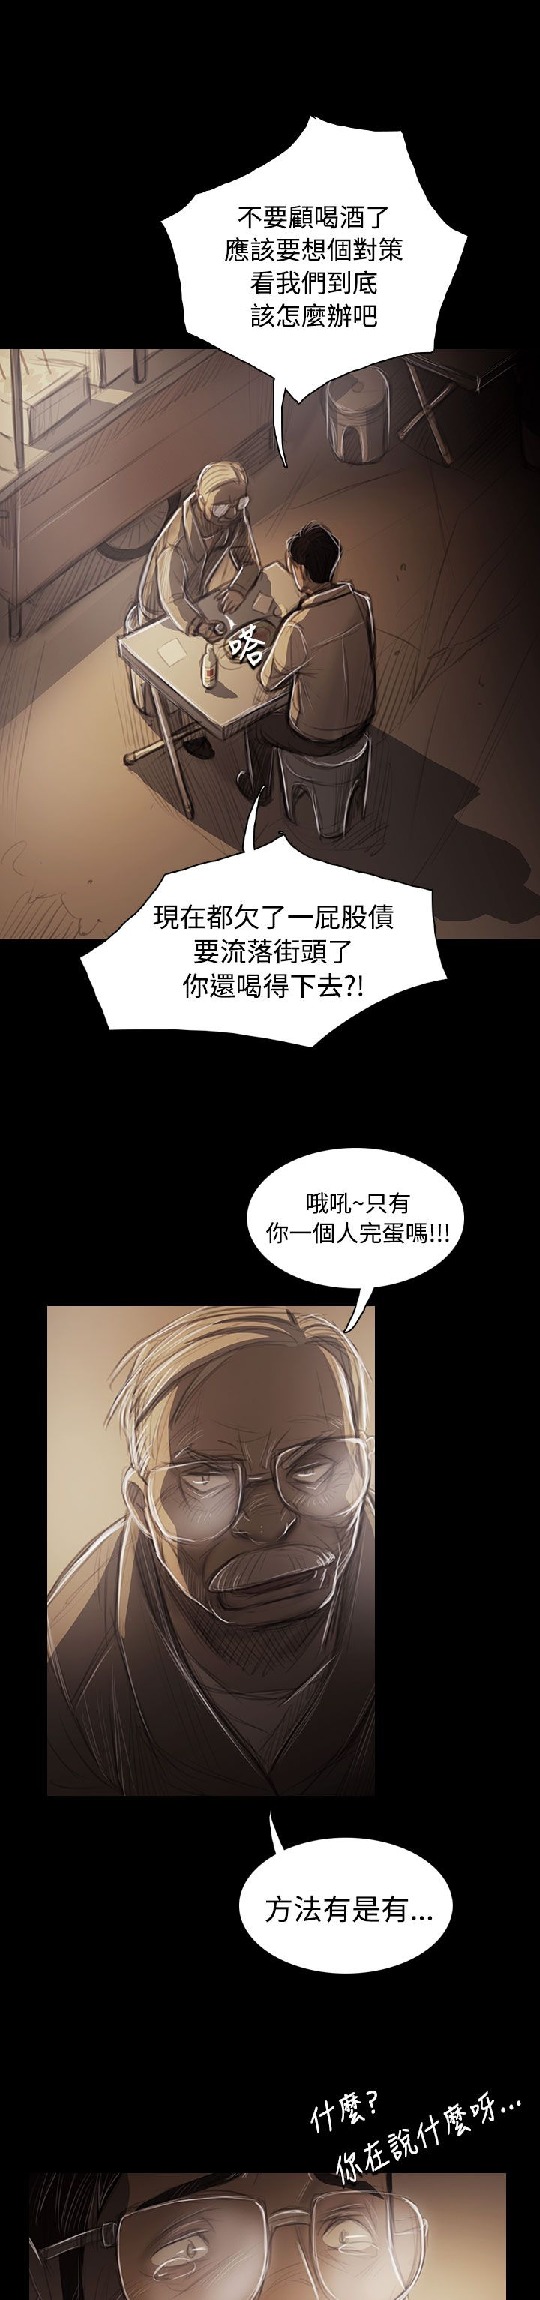 不要顧喝酒了
應該要想個對策
看我們到底
該怎麼辦吧
嗒
現在都欠了一屁股債
要流落街頭了
你還喝得下去?!
哦吼~只有
你一個人完蛋嗎!!!
方法有是有...
什麼?
你在說什麼呀...